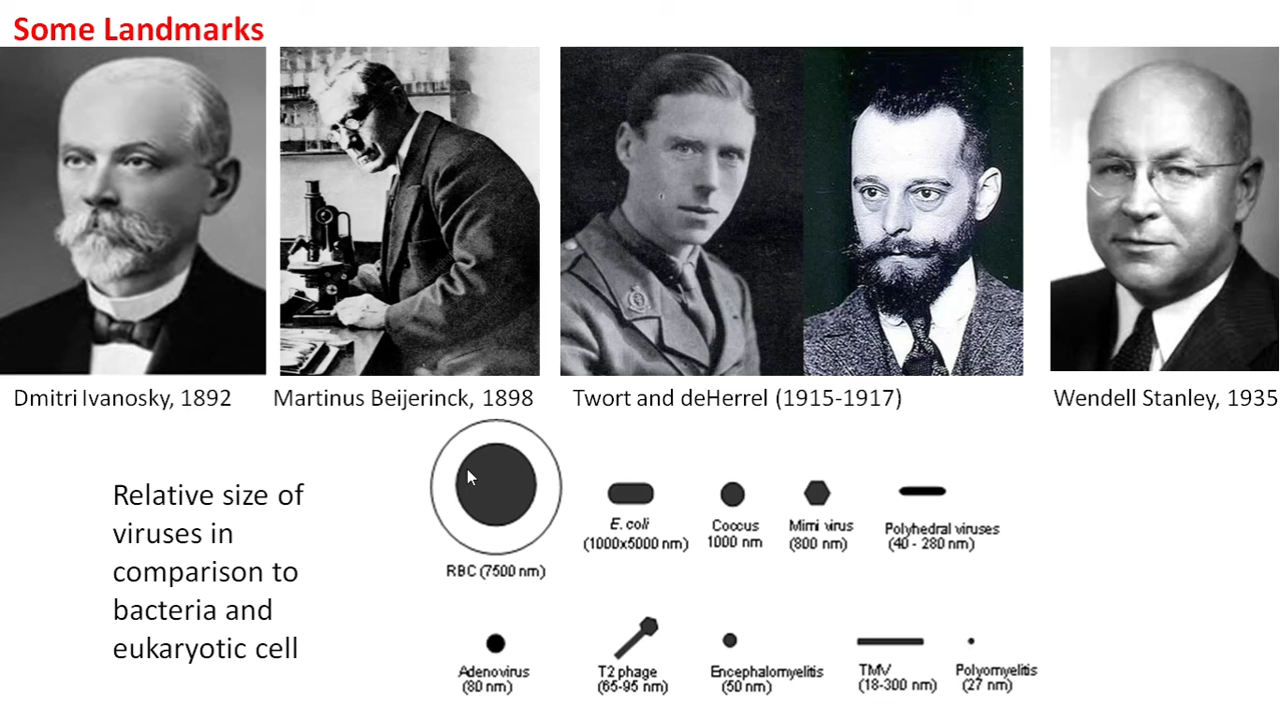 Some Landmarks
Dmitri Ivanosky, 1892
Martinus Beijerinck, 1898
Twort and deHerrel (1915-1917)
Wendell Stanley, 1935
Relative size of
viruses in
comparison to
bacteria and
eukaryotic cell
RBC (7500 nm)
E. coli
(1000x5000 nm)
Coccus
1000 nm
Mimi virus
(800 nm)
Polyhedral viruses
(40 - 280 nm)
Adenovirus
(80 nm)
T2 phage
(65-95 nm)
Encephalomyelitis
(50 nm)
TMV
(18-300 nm)
Polyomyelitis
(27 nm)